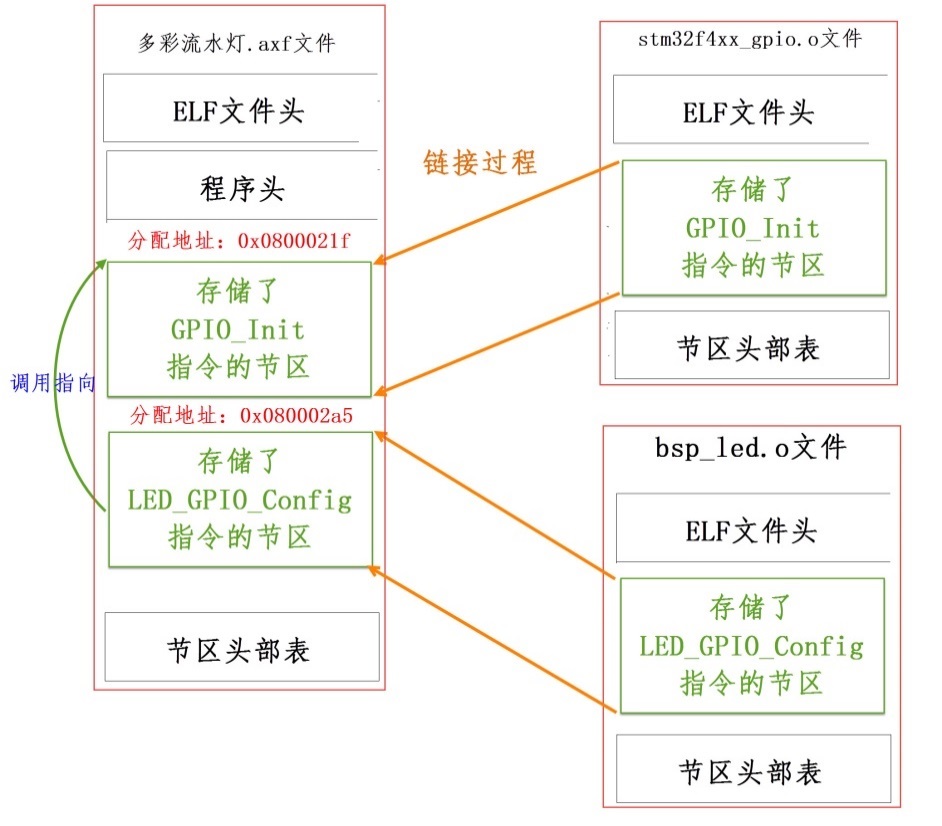 多彩流水灯.axf文件
ELF文件头
程序头
分配地址：0x0800021f
存储了
GPIO_Init
指令的节区
调用指向
分配地址：0x080002a5
存储了
LED_GPIO_Config
指令的节区
节区头部表
链接过程
stm32f4xx_gpio.o文件
ELF文件头
存储了
GPIO_Init
指令的节区
节区头部表
bsp_led.o文件
ELF文件头
存储了
LED_GPIO_Config
指令的节区
节区头部表